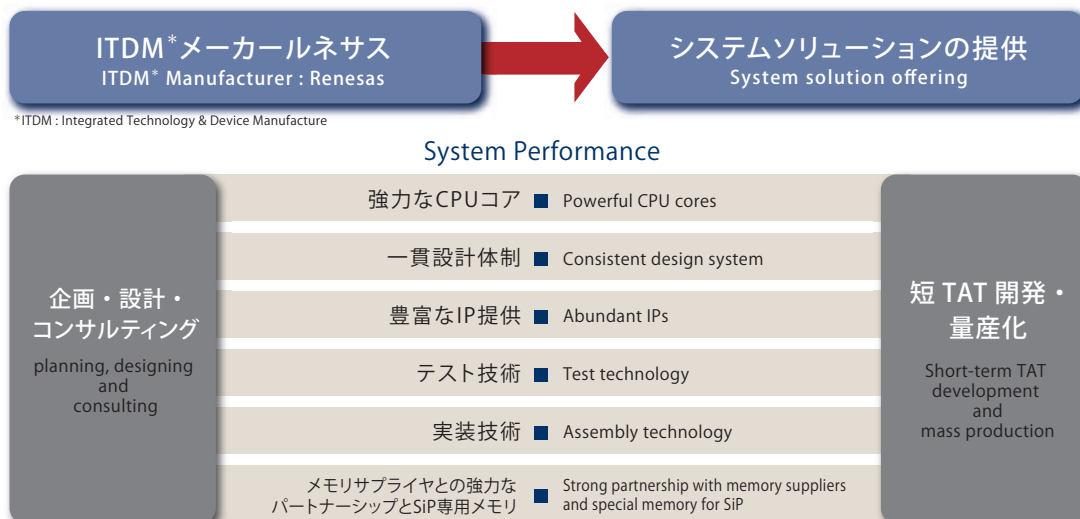 ITDM*メーカールネサス
ITDM* Manufacturer : Renesas
システムソリューションの提供
System solution offering
*ITDM : Integrated Technology & Device Manufacture
System Performance
企画・設計・
コンサルティング
planning, designing
and
consulting
強力なCPUコア ■ Powerful CPU cores
一貫設計体制 ■ Consistent design system
豊富なIP提供 ■ Abundant IPs
テスト技術 ■ Test technology
実装技術 ■ Assembly technology
メモリサプライヤとの強力な
パートナーシップとSiP専用メモリ
■ Strong partnership with memory suppliers
and special memory for SiP
短 TAT 開発・
量産化
Short-term TAT
development
and
mass production